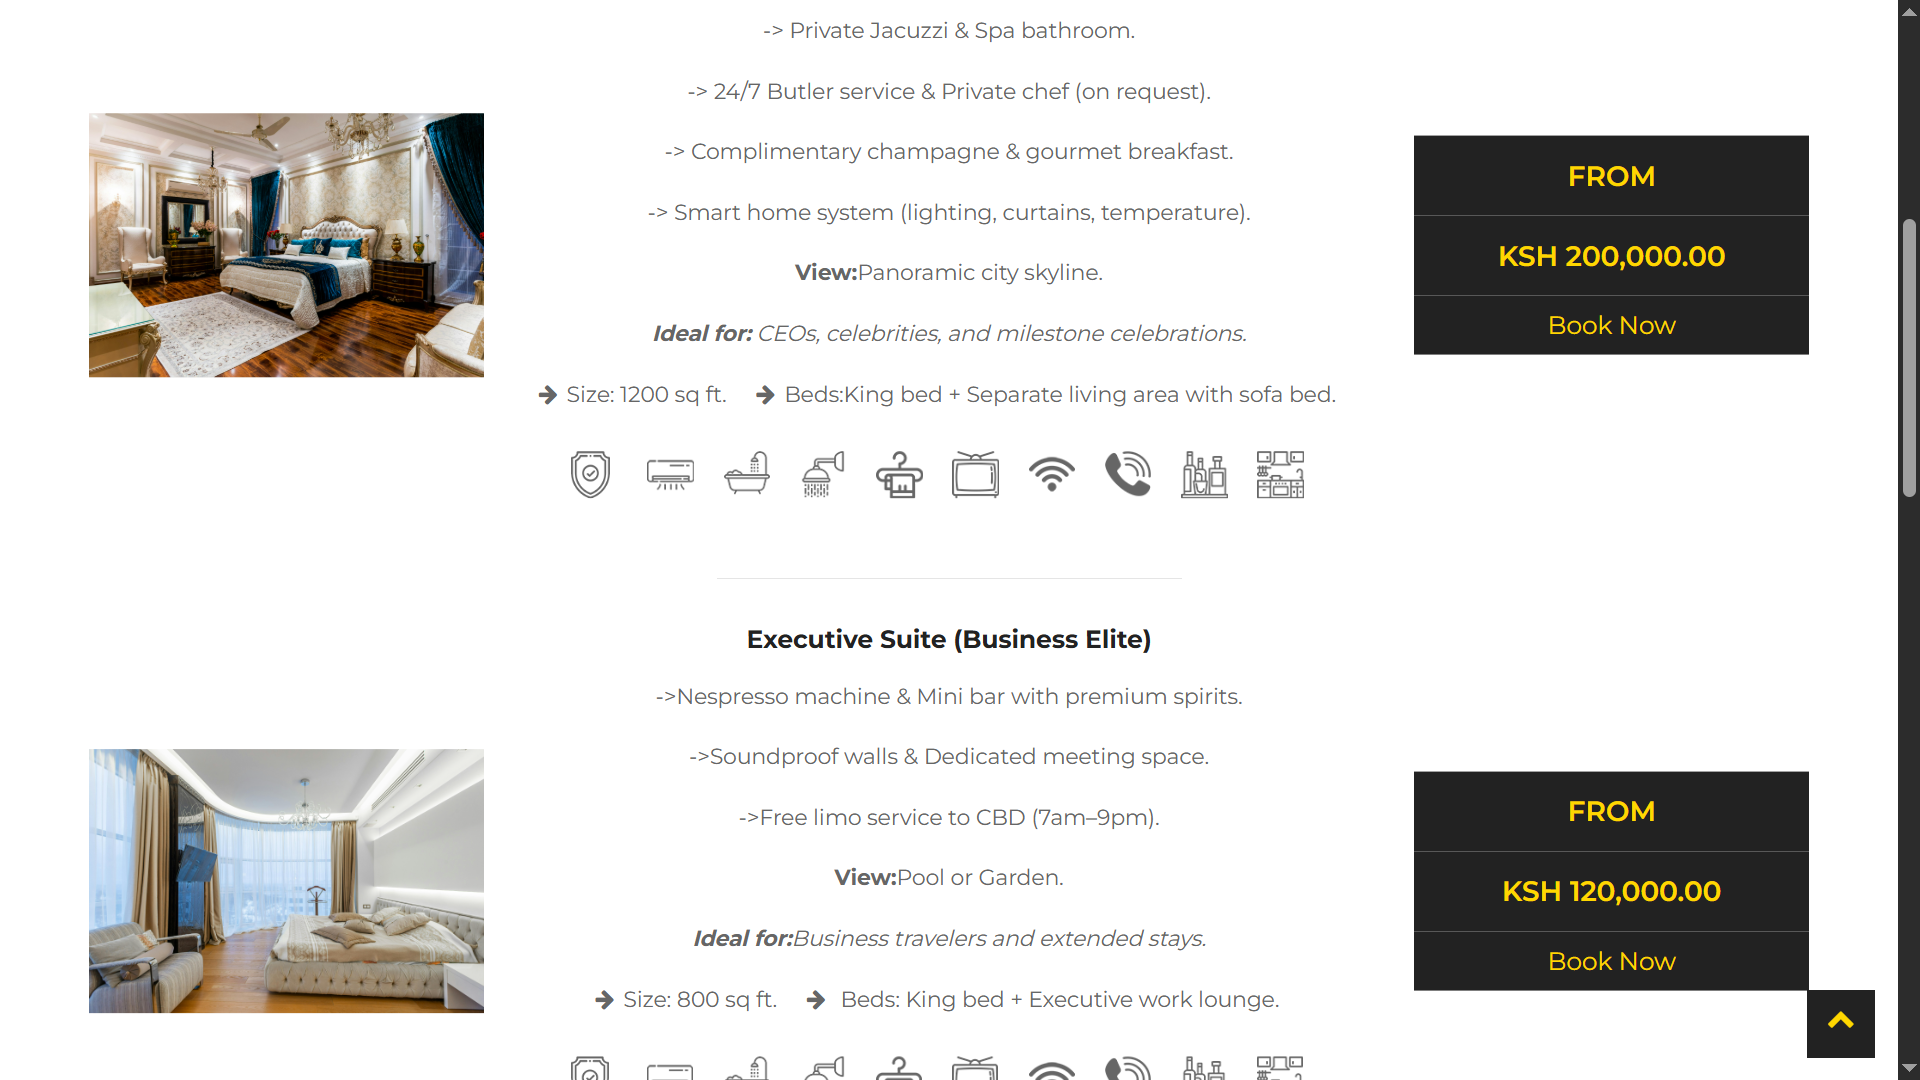 -> Private Jacuzzi & Spa bathroom.
-> 24/7 Butler service & Private chef (on request).
-> Complimentary champagne & gourmet breakfast.
-> Smart home system (lighting, curtains, temperature).
View:Panoramic city skyline.
Ideal for: CEOs, celebrities, and milestone celebrations.
Size: 1200 sq ft. Beds:King bed + Separate living area with sofa bed.
FROM
KSH 200,000.00
Book Now
Executive Suite (Business Elite)
->Nespresso machine & Mini bar with premium spirits.
->Soundproof walls & Dedicated meeting space.
->Free limo service to CBD (7am–9pm).
View:Pool or Garden.
Ideal for:Business travelers and extended stays.
Size: 800 sq ft. Beds: King bed + Executive work lounge.
FROM
KSH 120,000.00
Book Now